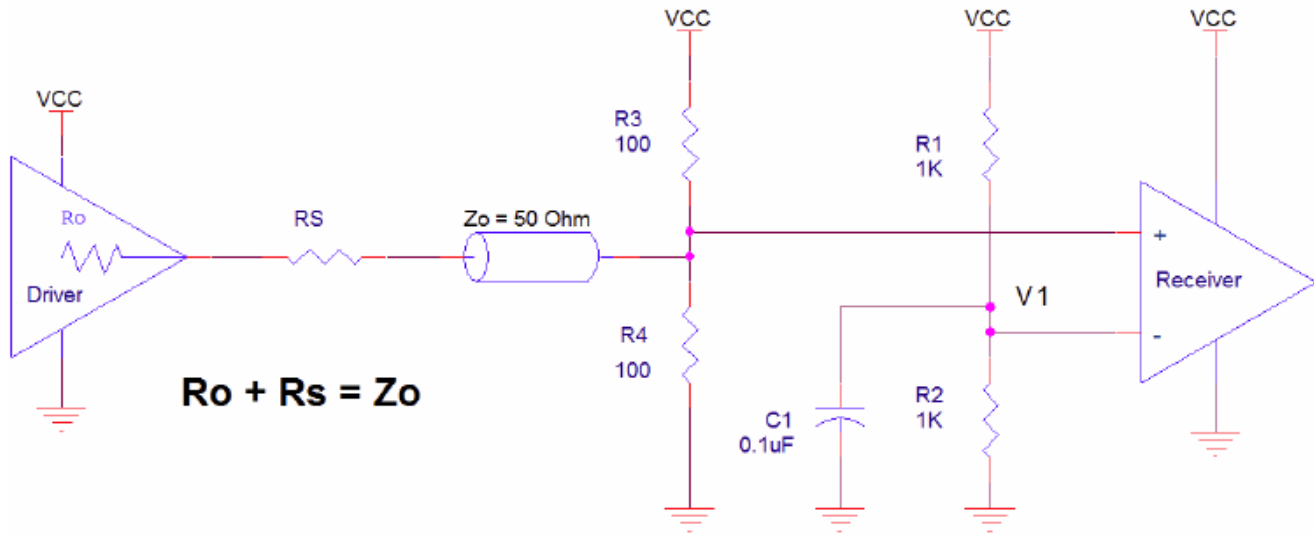 VCC
VCC
VCC
VCC
R3
100
R1
1K
Ro
RS
Zo = 50 Ohm
+
Driver
Receiver
V1
-
R4
100
Ro + Rs = Zo
R2
1K
C1
0.1uF